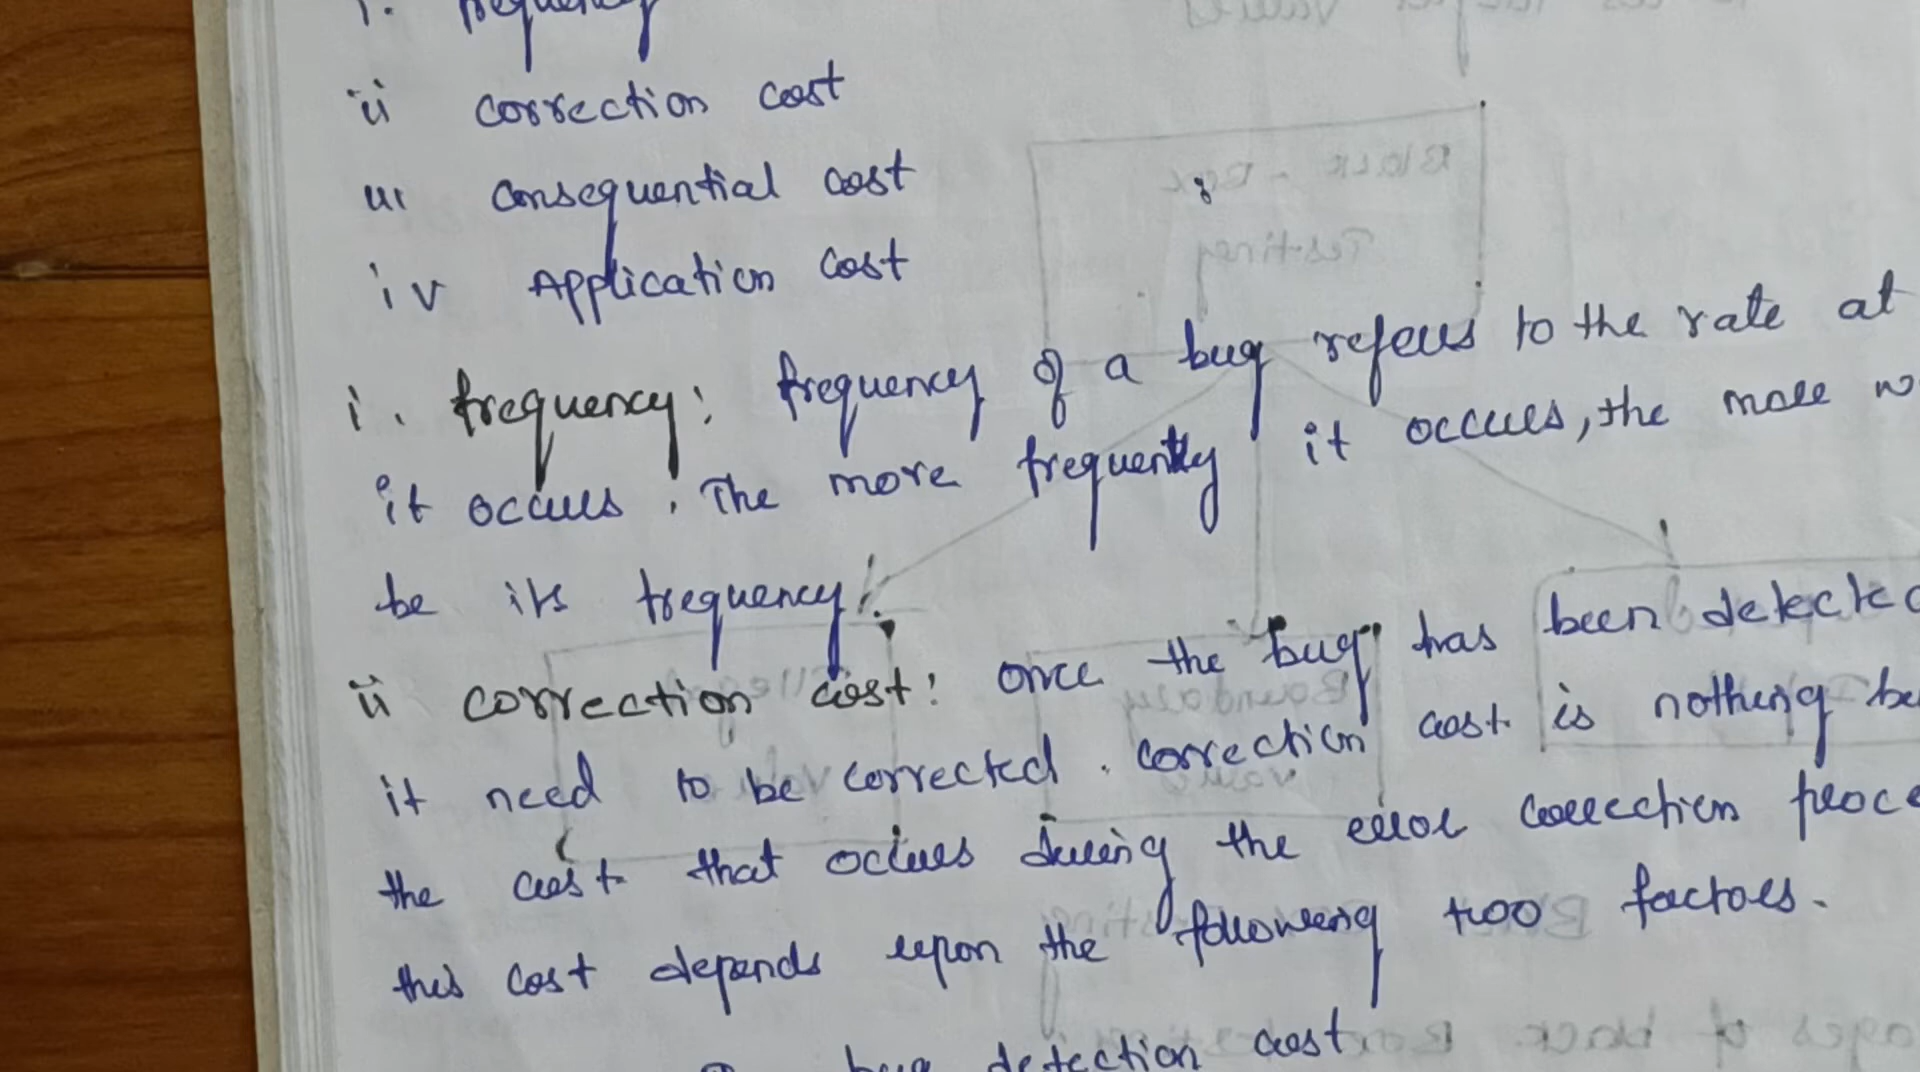 i. frequency
ii correction cost
iii consequential cost
iv Application cost
i. frequency: frequency of a bug refers to the rate at
it occurs. The more frequently it occurs, the more
be its frequency.
ii correction cost: once the bug has been detected
it need to be corrected. correction cost is nothing
the cost that occurs during the error correction
this cost depends upon the following two factors.
bug detection cost